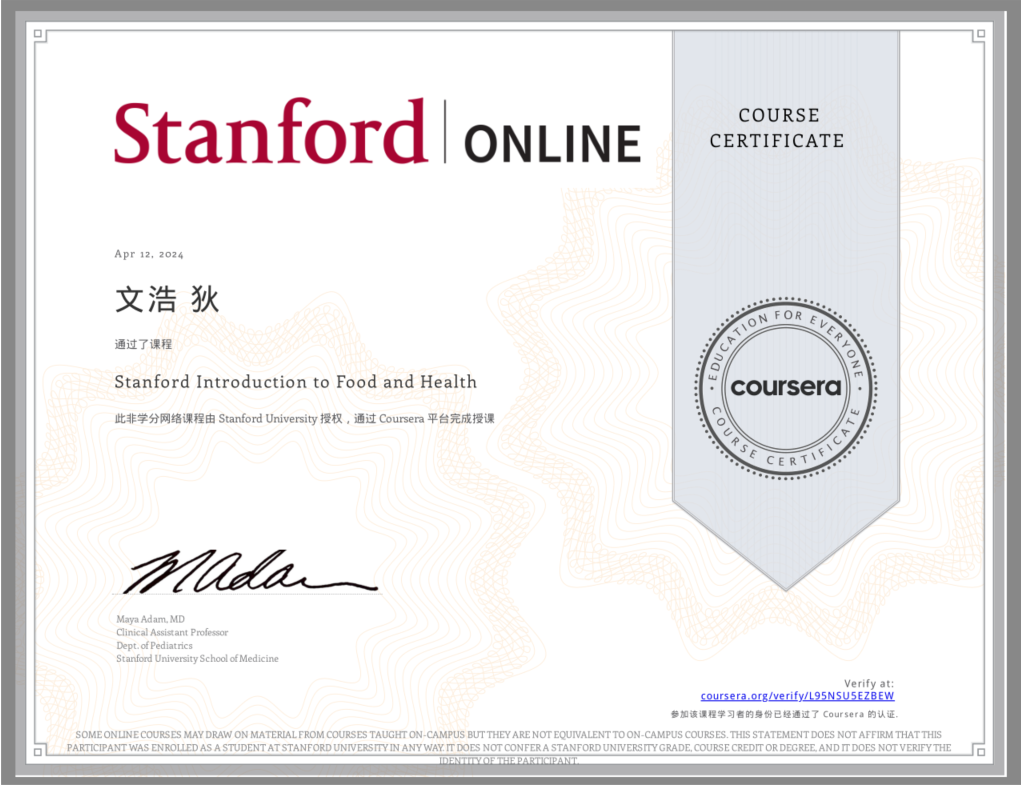 Stanford | ONLINE
COURSE
CERTIFICATE
Apr 12, 2024
文浩 狄
通过了课程
Stanford Introduction to Food and Health
此非学分网络课程由 Stanford University 授权，通过 Coursera 平台完成授课
EDUCATION FOR EVERYONE
coursera
COURSE CERTIFICATE
MAdam
Maya Adam, MD
Clinical Assistant Professor
Dept. of Pediatrics
Stanford University School of Medicine
Verify at:
coursera.org/verify/L95NSU5EZBEW
参加该课程学习者的身份已经通过了 Coursera 的认证.
SOME ONLINE COURSES MAY DRAW ON MATERIAL FROM COURSES TAUGHT ON-CAMPUS BUT THEY ARE NOT EQUIVALENT TO ON-CAMPUS COURSES. THIS STATEMENT DOES NOT AFFIRM THAT THIS
PARTICIPANT WAS ENROLLED AS A STUDENT AT STANFORD UNIVERSITY IN ANY WAY. IT DOES NOT CONFER A STANFORD UNIVERSITY GRADE, COURSE CREDIT OR DEGREE, AND IT DOES NOT VERIFY THE
IDENTITY OF THE PARTICIPANT.